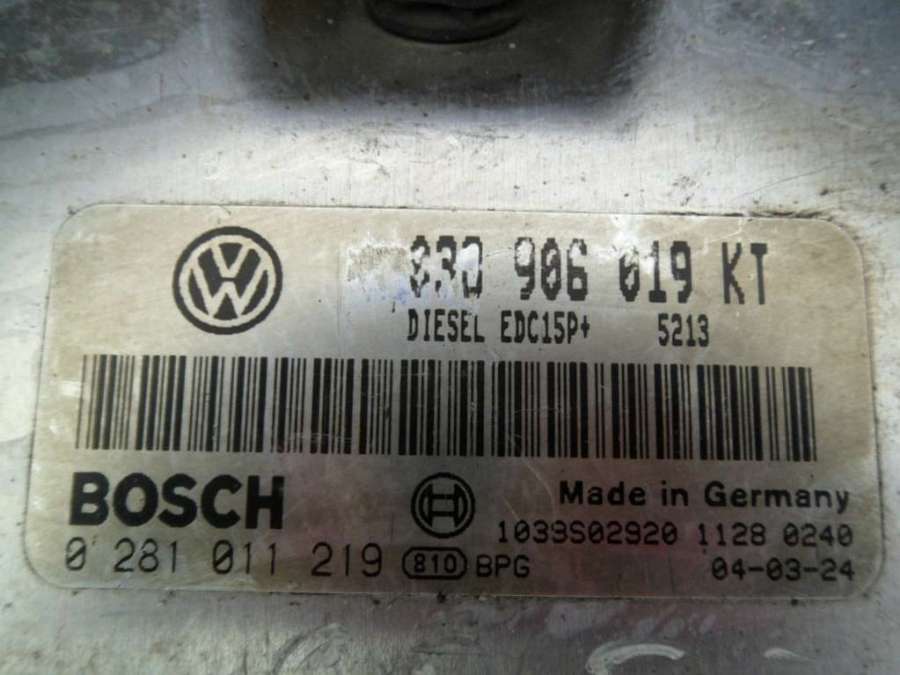 038 906 019 KT
DIESEL EDC15P+ 5213
BOSCH
Made in Germany
1039S02920 1128 0240
0 281 011 219 810 BPG 04-03-24